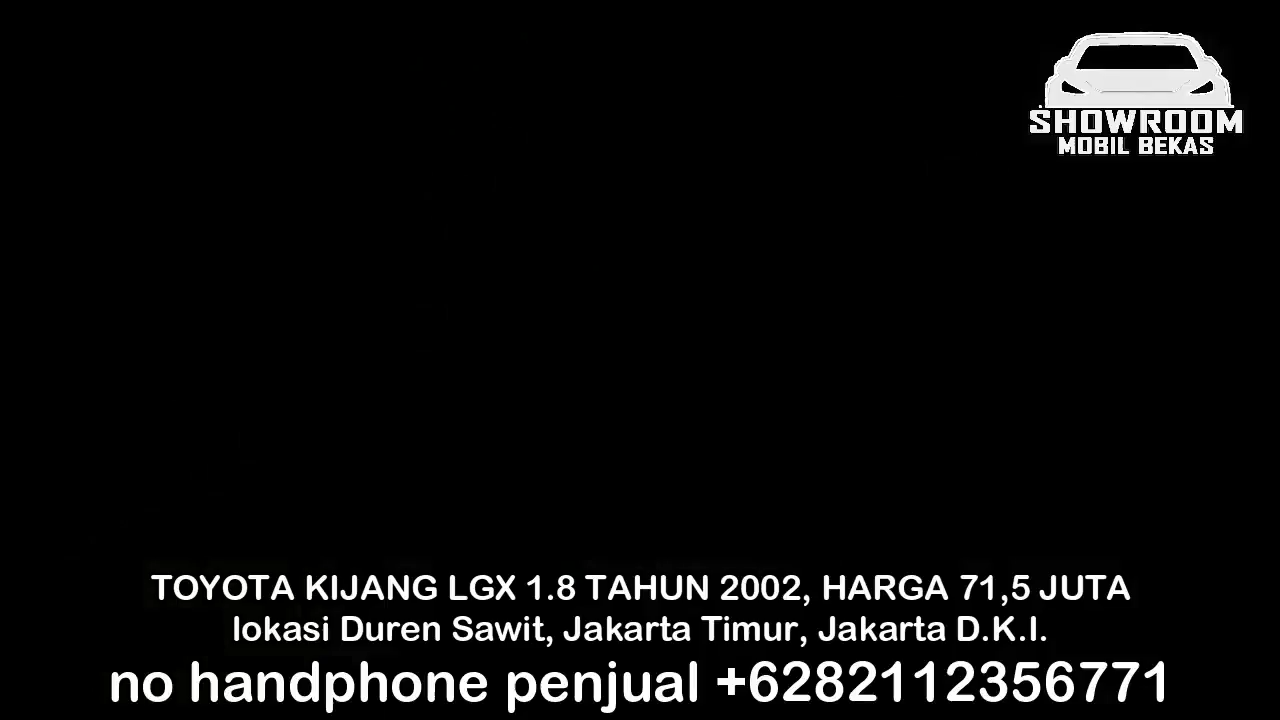 SHOWROOM
MOBIL BEKAS
TOYOTA KIJANG LGX 1.8 TAHUN 2002, HARGA 71,5 JUTA
lokasi Duren Sawit, Jakarta Timur, Jakarta D.K.I.
no handphone penjual +6282112356771